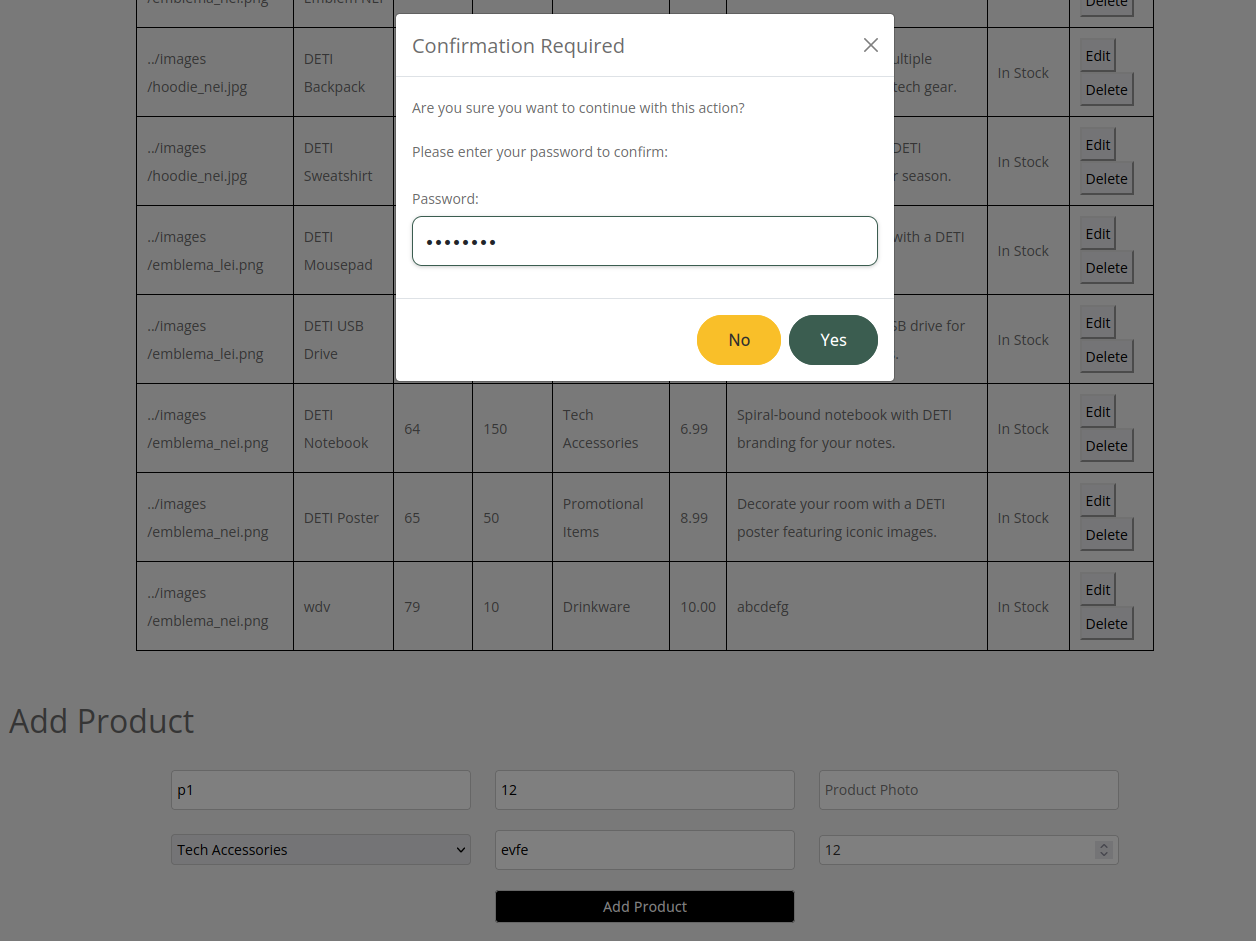 /emblema_nei.png
Emblem NEI
Delete
Confirmation Required
Are you sure you want to continue with this action?
Please enter your password to confirm:
Password:
••••••••
No
Yes
../images
/hoodie_nei.jpg
DETI
Backpack
ultiple
tech gear.
In Stock
Edit
Delete
../images
/hoodie_nei.jpg
DETI
Sweatshirt
DETI
r season.
In Stock
Edit
Delete
../images
/emblema_lei.png
DETI
Mousepad
with a DETI
In Stock
Edit
Delete
../images
/emblema_lei.png
DETI USB
Drive
SB drive for
s.
In Stock
Edit
Delete
../images
/emblema_nei.png
DETI
Notebook
64
150
Tech
Accessories
6.99
Spiral-bound notebook with DETI
branding for your notes.
In Stock
Edit
Delete
../images
/emblema_nei.png
DETI Poster
65
50
Promotional
Items
8.99
Decorate your room with a DETI
poster featuring iconic images.
In Stock
Edit
Delete
../images
/emblema_nei.png
wdv
79
10
Drinkware
10.00
abcdefg
In Stock
Edit
Delete
Add Product
p1
12
Product Photo
Tech Accessories
evfe
12
Add Product